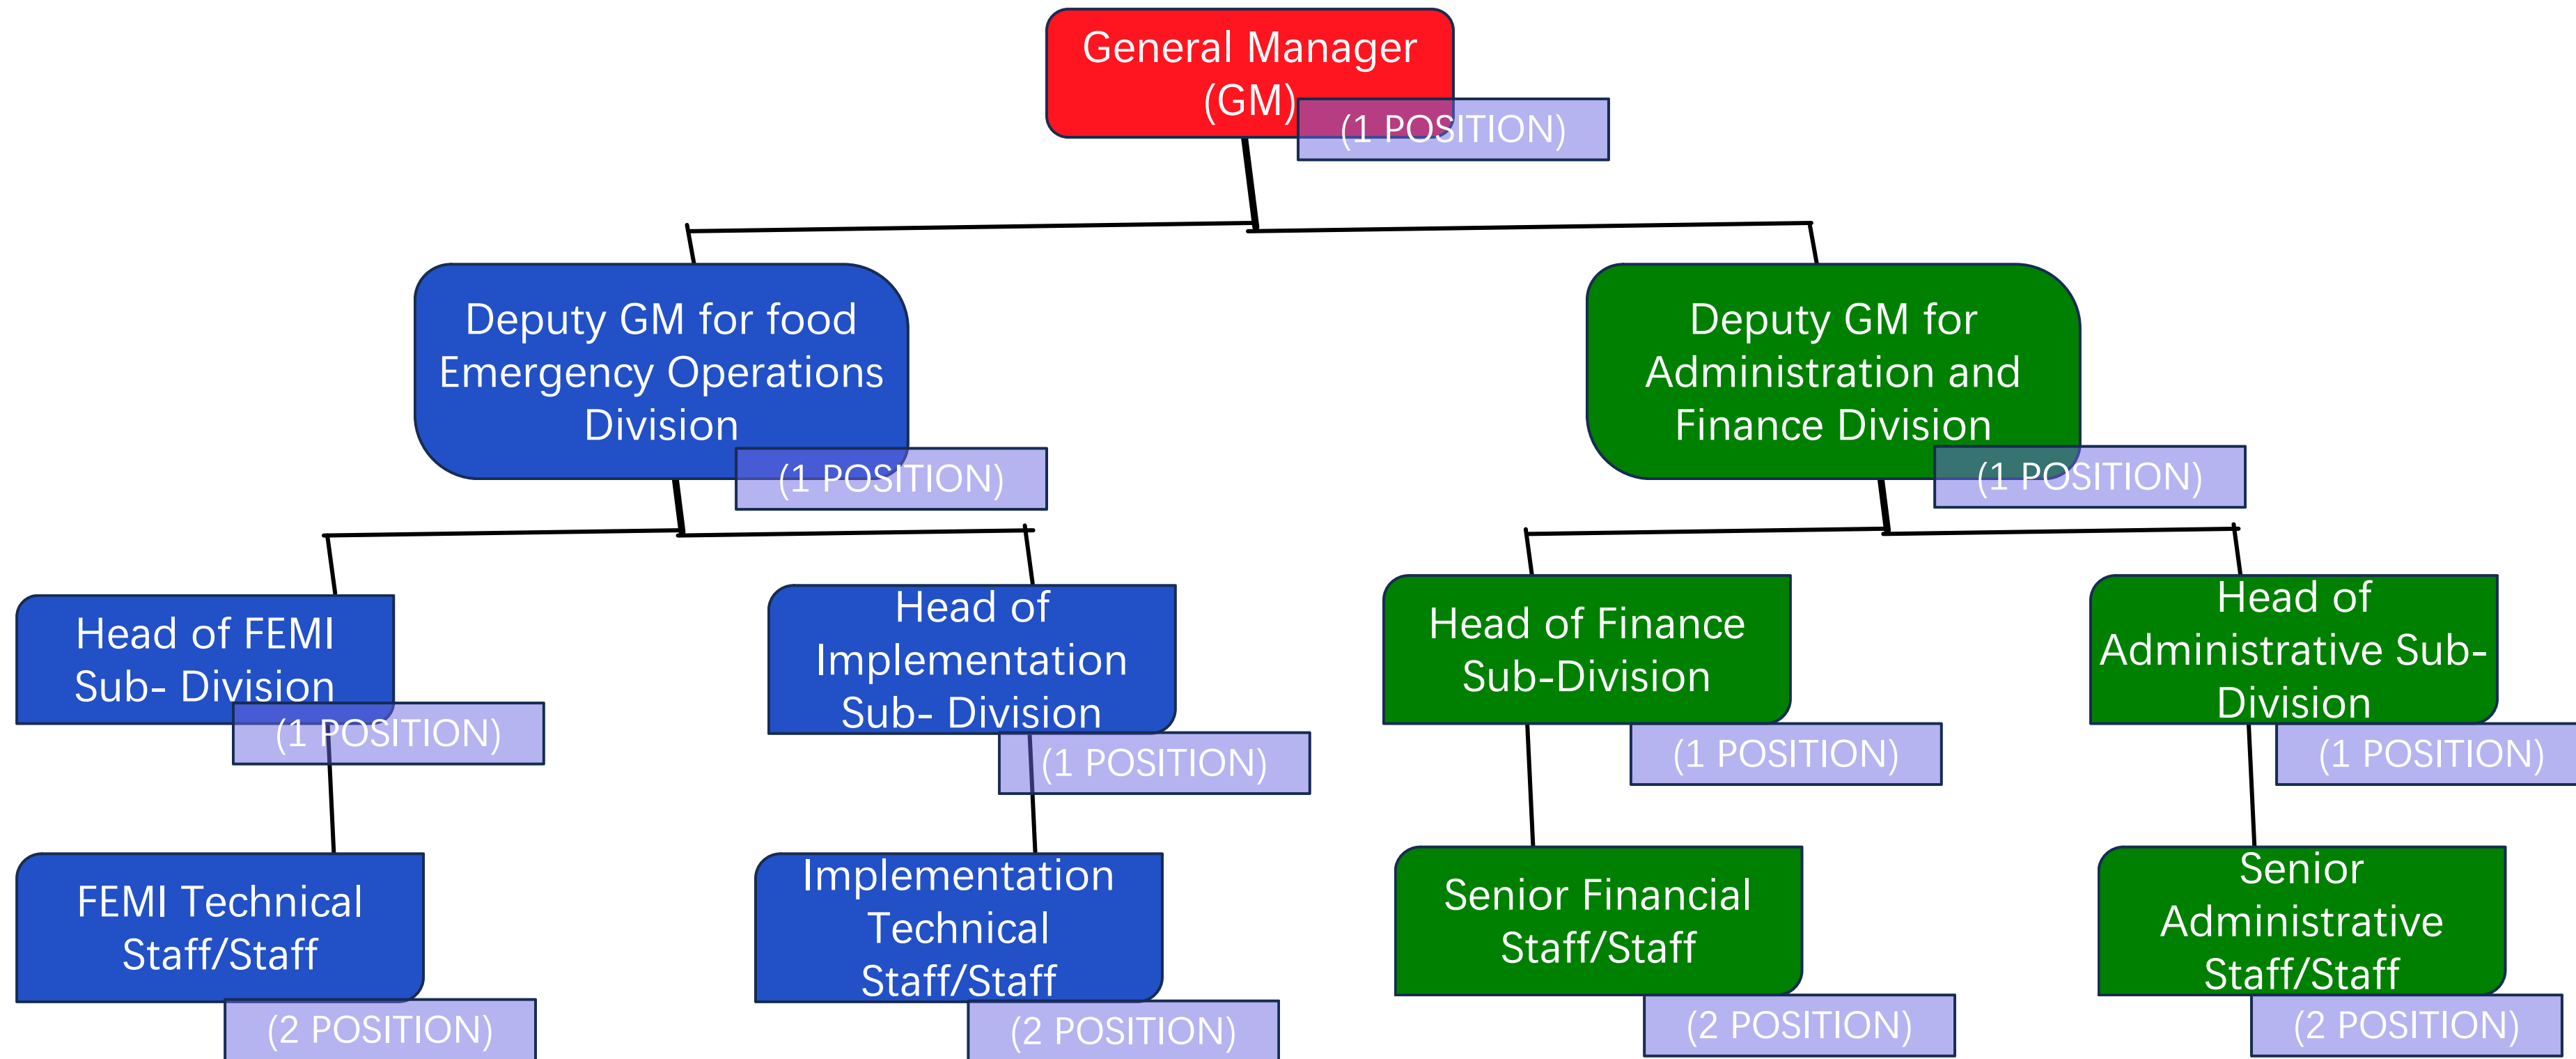 General Manager
(GM)
(1 POSITION)
Deputy GM for food
Emergency Operations
Division
(1 POSITION)
Deputy GM for
Administration and
Finance Division
(1 POSITION)
Head of FEMI
Sub- Division
(1 POSITION)
Head of
Implementation
Sub- Division
(1 POSITION)
Head of Finance
Sub-Division
(1 POSITION)
Head of
Administrative Sub-
Division
(1 POSITION)
FEMI Technical
Staff/Staff
(2 POSITION)
Implementation
Technical
Staff/Staff
(2 POSITION)
Senior Financial
Staff/Staff
(2 POSITION)
Senior
Administrative
Staff/Staff
(2 POSITION)